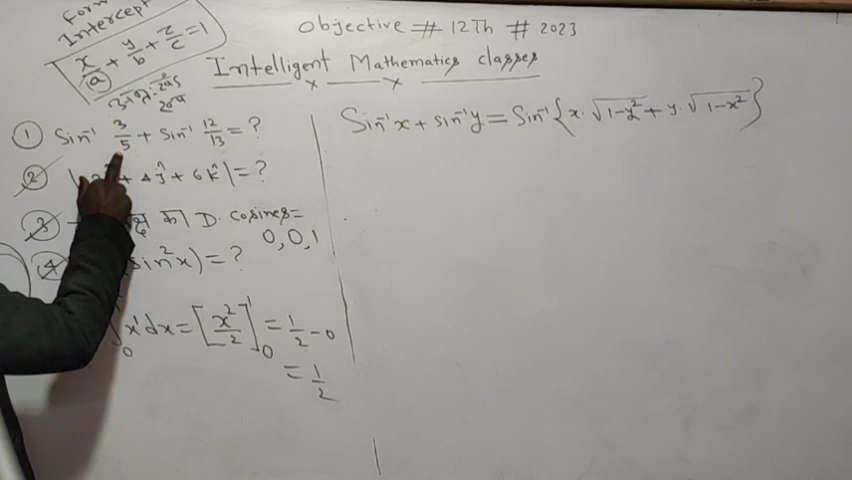 Form
Intercept
x/a + y/b + z/c = 1
Objective # 12Th # 2023
Intelligent Mathematics classes
① Sin⁻¹ 3/5 + Sin⁻¹ 12/13 = ?
② + 4ĵ + 6k̂| = ?
③ का D. Cosines =
0, 0, 1
④ (sin²x) = ?
∫₀ x¹dx = [x²/2]₀¹ = 1/2 - 0
= 1/2
Sin⁻¹x + sin⁻¹y = Sin⁻¹{x·√(1-y²) + y·√(1-x²)}